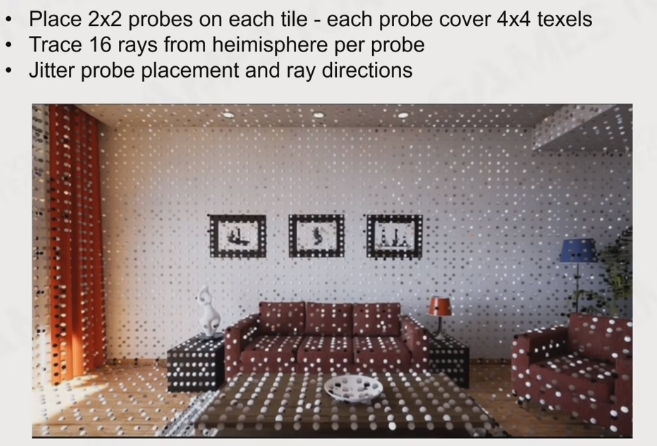 • Place 2x2 probes on each tile - each probe cover 4x4 texels
• Trace 16 rays from heimisphere per probe
• Jitter probe placement and ray directions